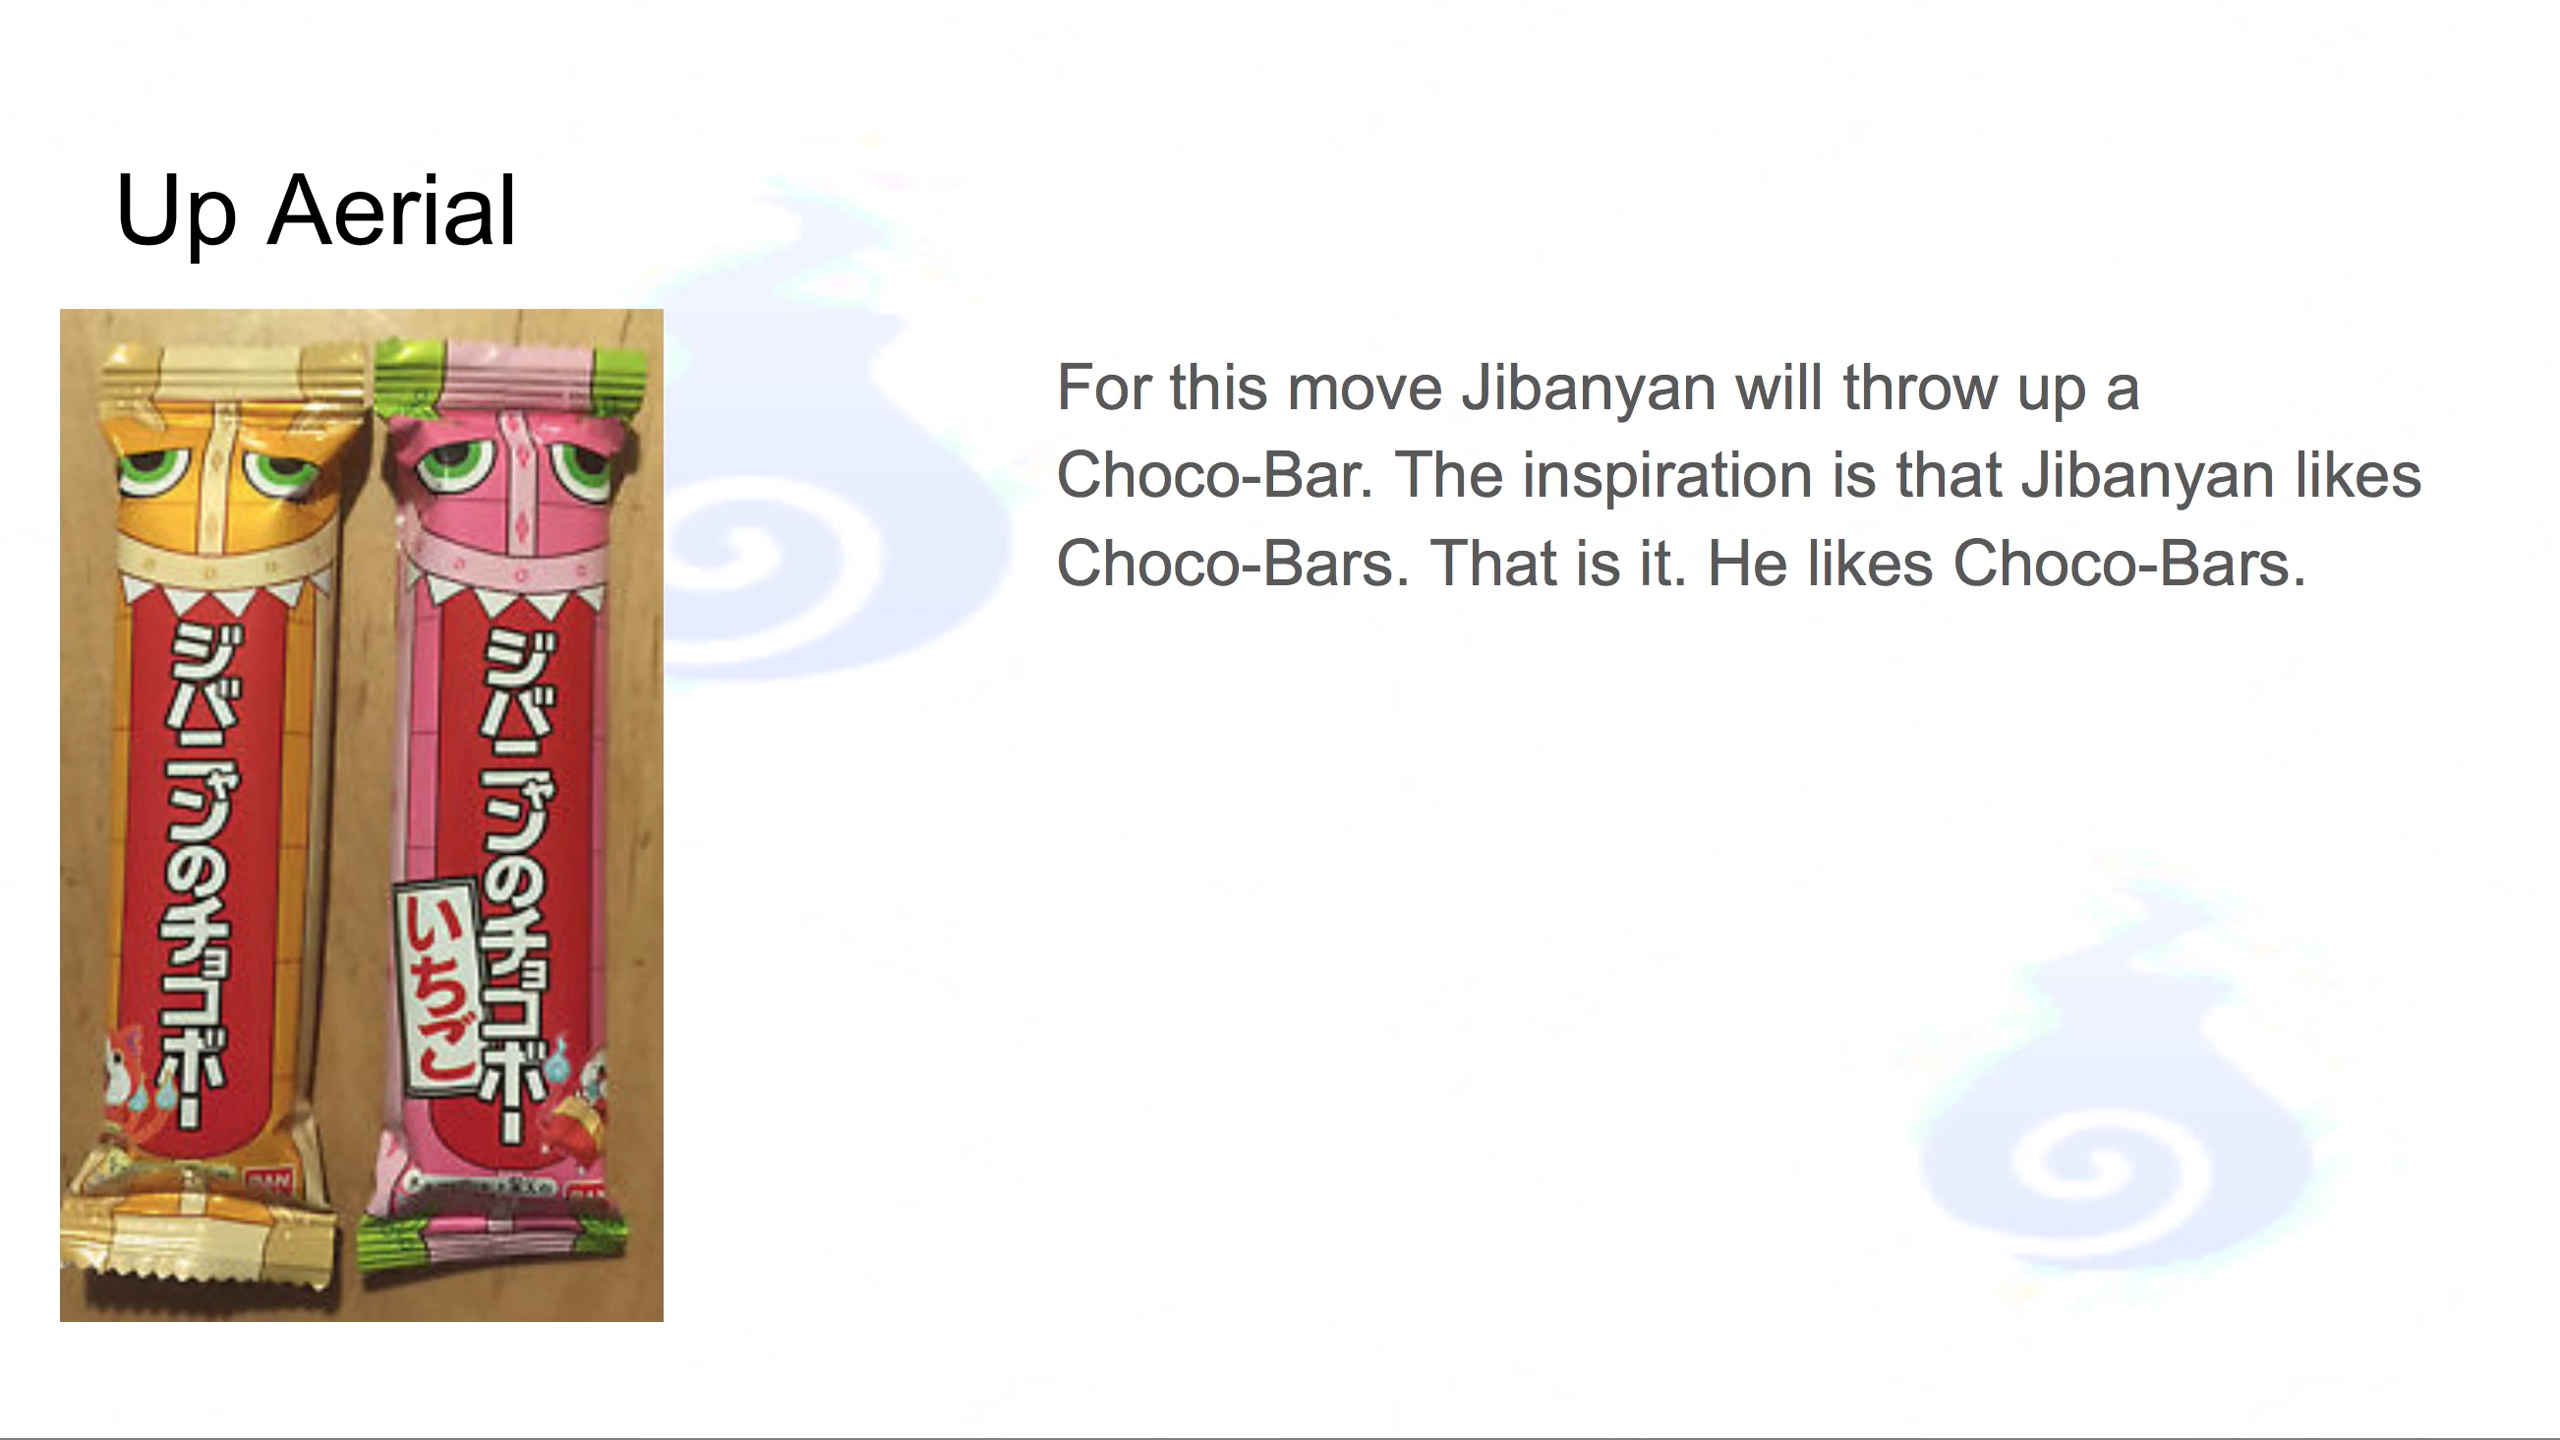 Up Aerial
For this move Jibanyan will throw up a
Choco-Bar. The inspiration is that Jibanyan likes
Choco-Bars. That is it. He likes Choco-Bars.
ジバニャンのチョコボー
ジバニャンのチョコボー
いちご